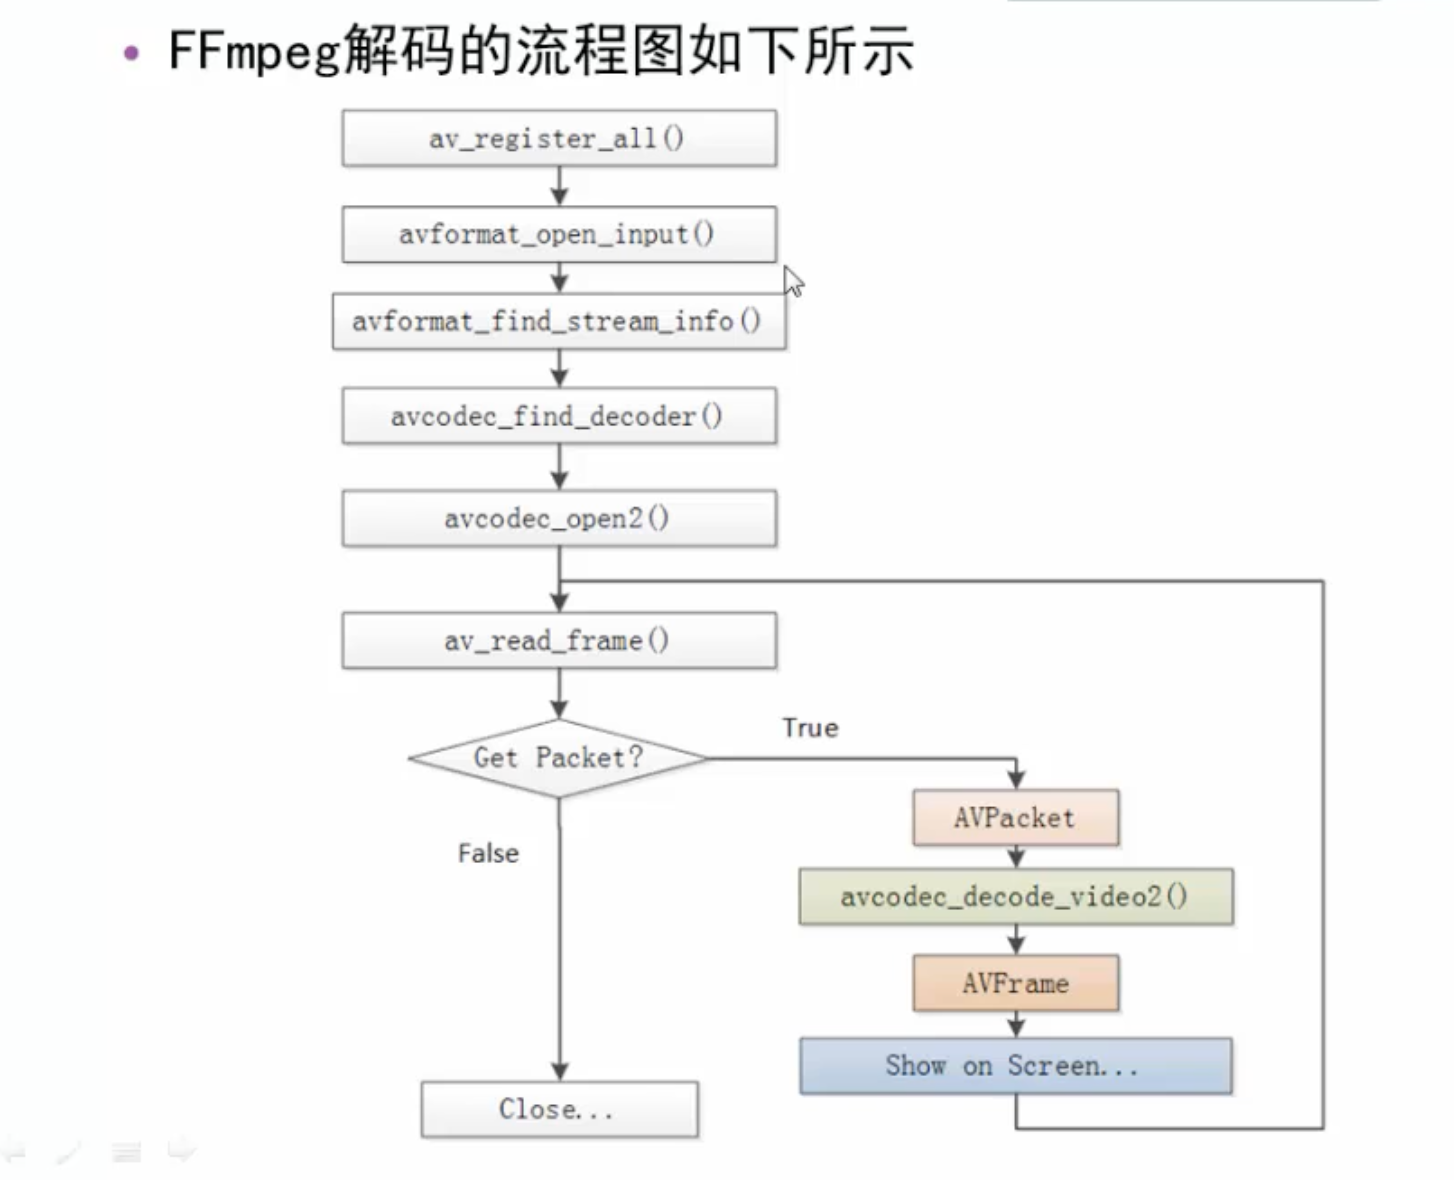 • FFmpeg解码的流程图如下所示
av_register_all()
avformat_open_input()
avformat_find_stream_info()
avcodec_find_decoder()
avcodec_open2()
av_read_frame()
Get Packet?
True
False
AVPacket
avcodec_decode_video2()
AVFrame
Show on Screen...
Close...